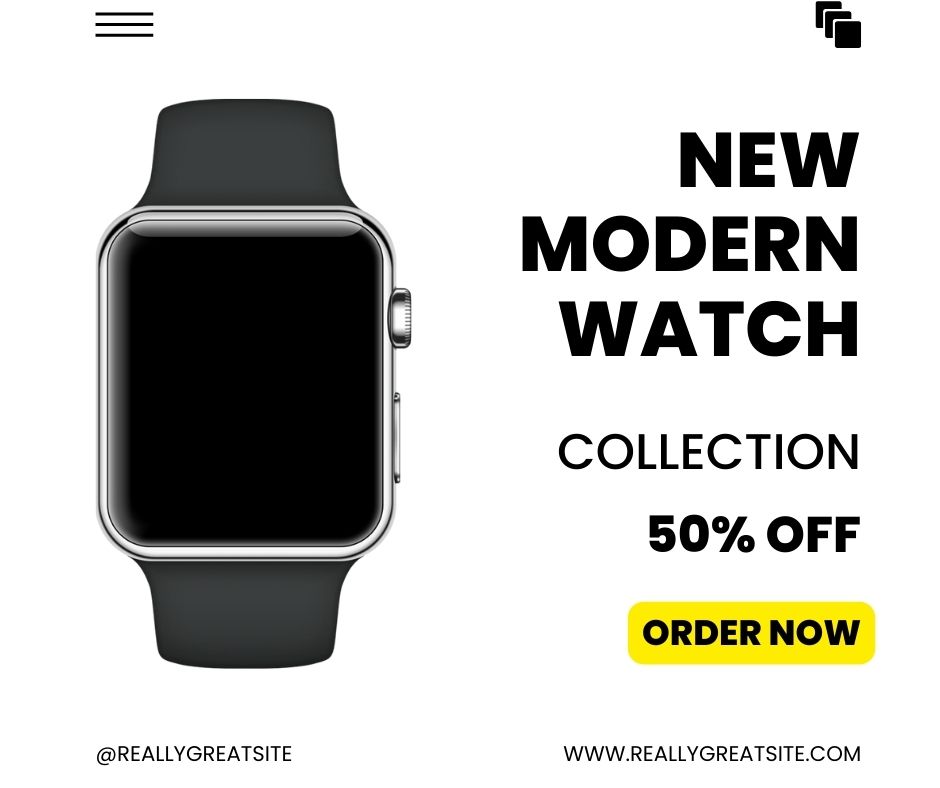 NEW
MODERN
WATCH
COLLECTION
50% OFF
ORDER NOW
@REALLYGREATSITE
WWW.REALLYGREATSITE.COM